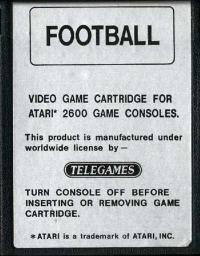 FOOTBALL
VIDEO GAME CARTRIDGE FOR
ATARI* 2600 GAME CONSOLES.
This product is manufactured under
worldwide license by —
TELEGAMES
TURN CONSOLE OFF BEFORE
INSERTING OR REMOVING GAME
CARTRIDGE.
*ATARI is a trademark of ATARI, INC.